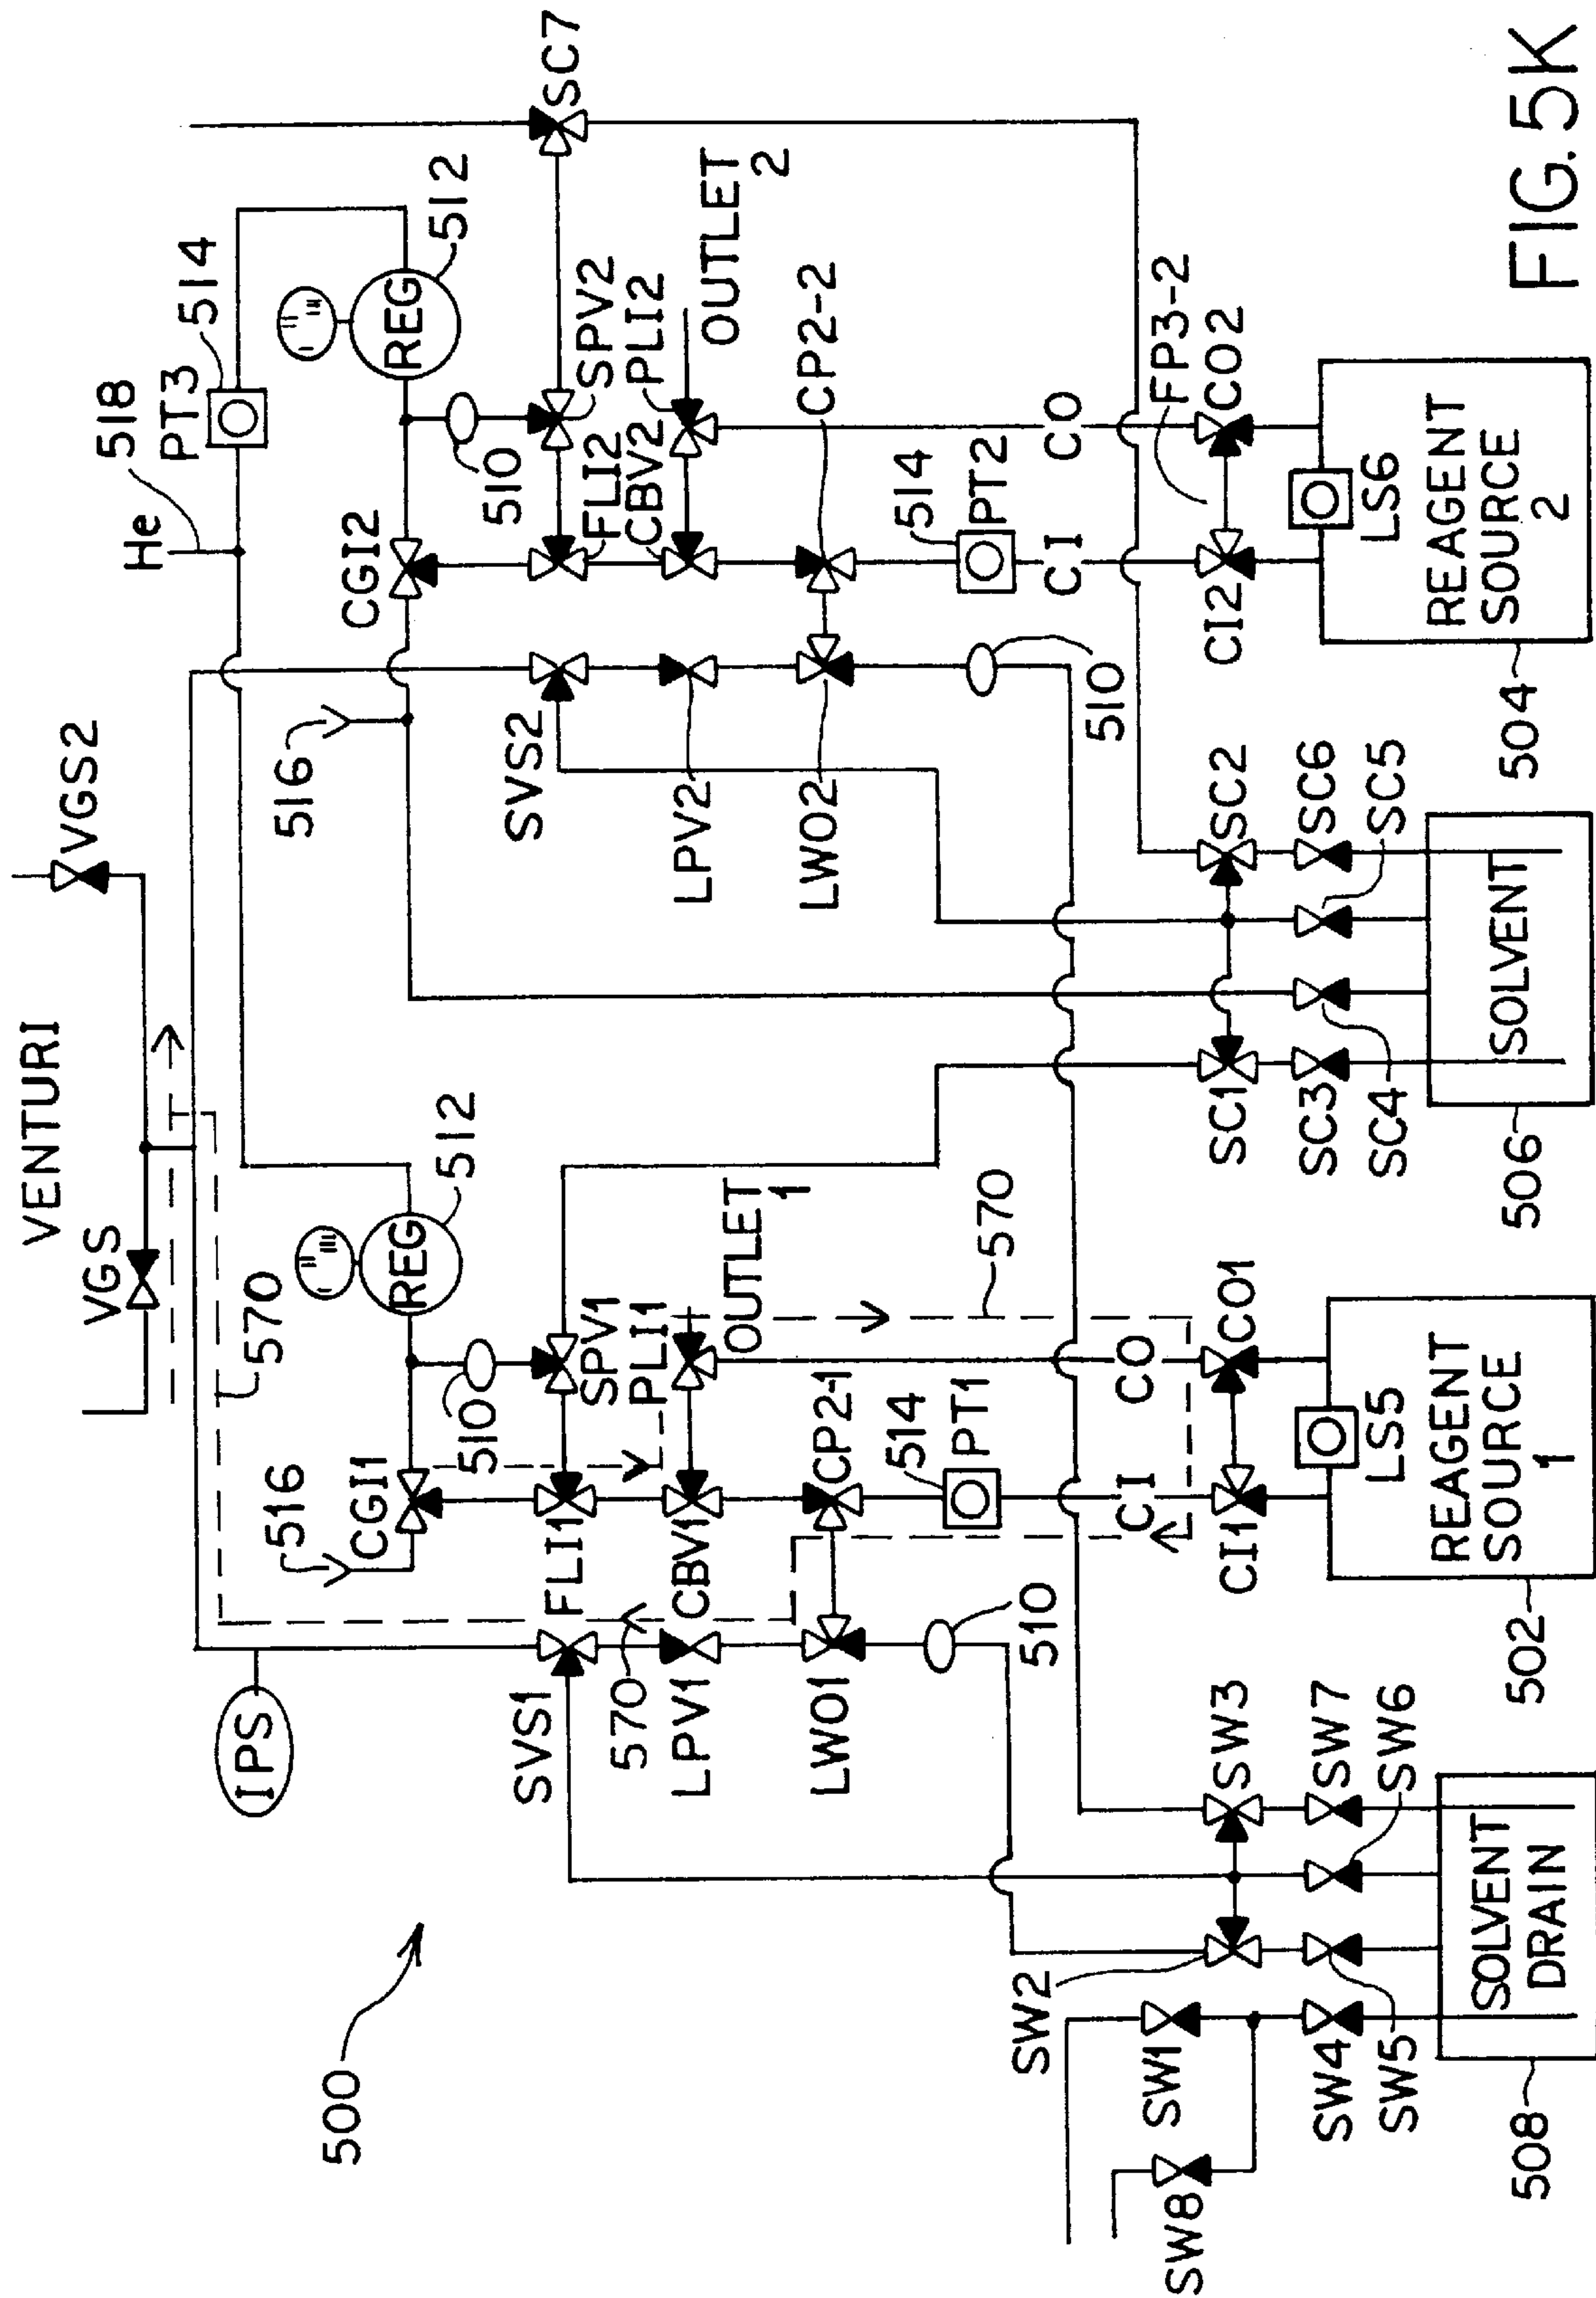 VENTURI
VGS
VGS2
He
518
PT3
514
512
REG
SC7
570
512
REG
516
CGI2
510
SPV2
PLI2
OUTLET
2
516
CGI1
510
SPV1
PLI1
OUTLET
1
FLI2
CBV2
CP2-2
IPS
SVS1
FLI1
CBV1
CP2-1
570
LPV1
LW01
510
514
PT1
CI
CO
570
SVS2
LPV2
LW02
510
514
PT2
CI
CO
FP3-2
CO2
CI2
500
SW2
SW3
SW1
SW8
SW4
SW5
SW7
SW6
SOLVENT
DRAIN
508
CI1
CO1
LS5
REAGENT
SOURCE
1
502
SC1
SC2
SC3
SC4
SC6
SC5
SOLVENT
506
LS6
REAGENT
SOURCE
2
504
FIG. 5K